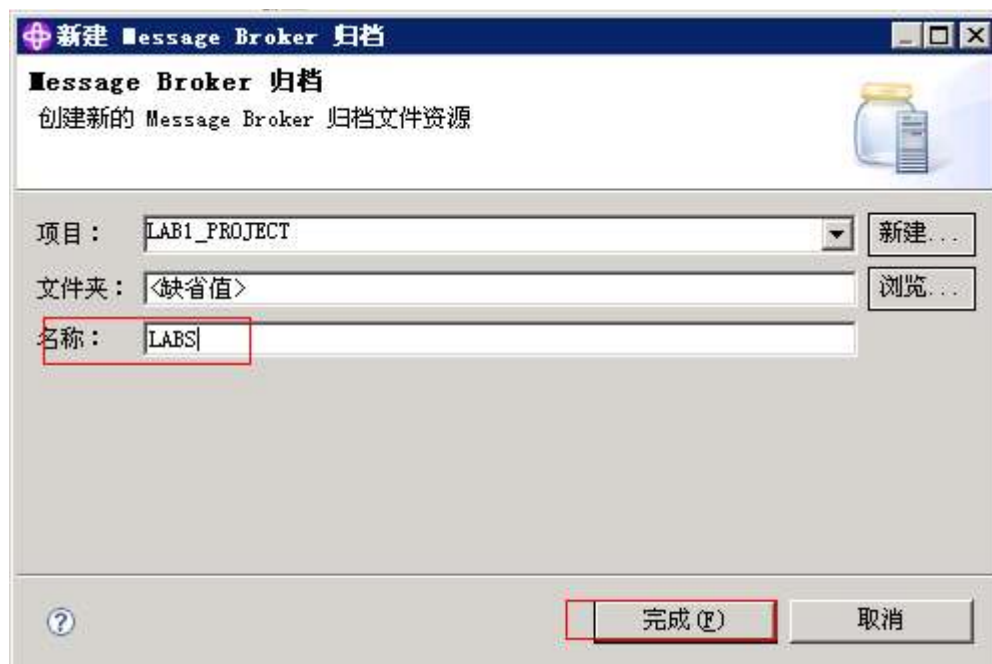 新建 Message Broker 归档
Message Broker 归档
创建新的 Message Broker 归档文件资源
项目： LAB1_PROJECT 新建...
文件夹： <缺省值> 浏览...
名称： LABS
完成(F) 取消